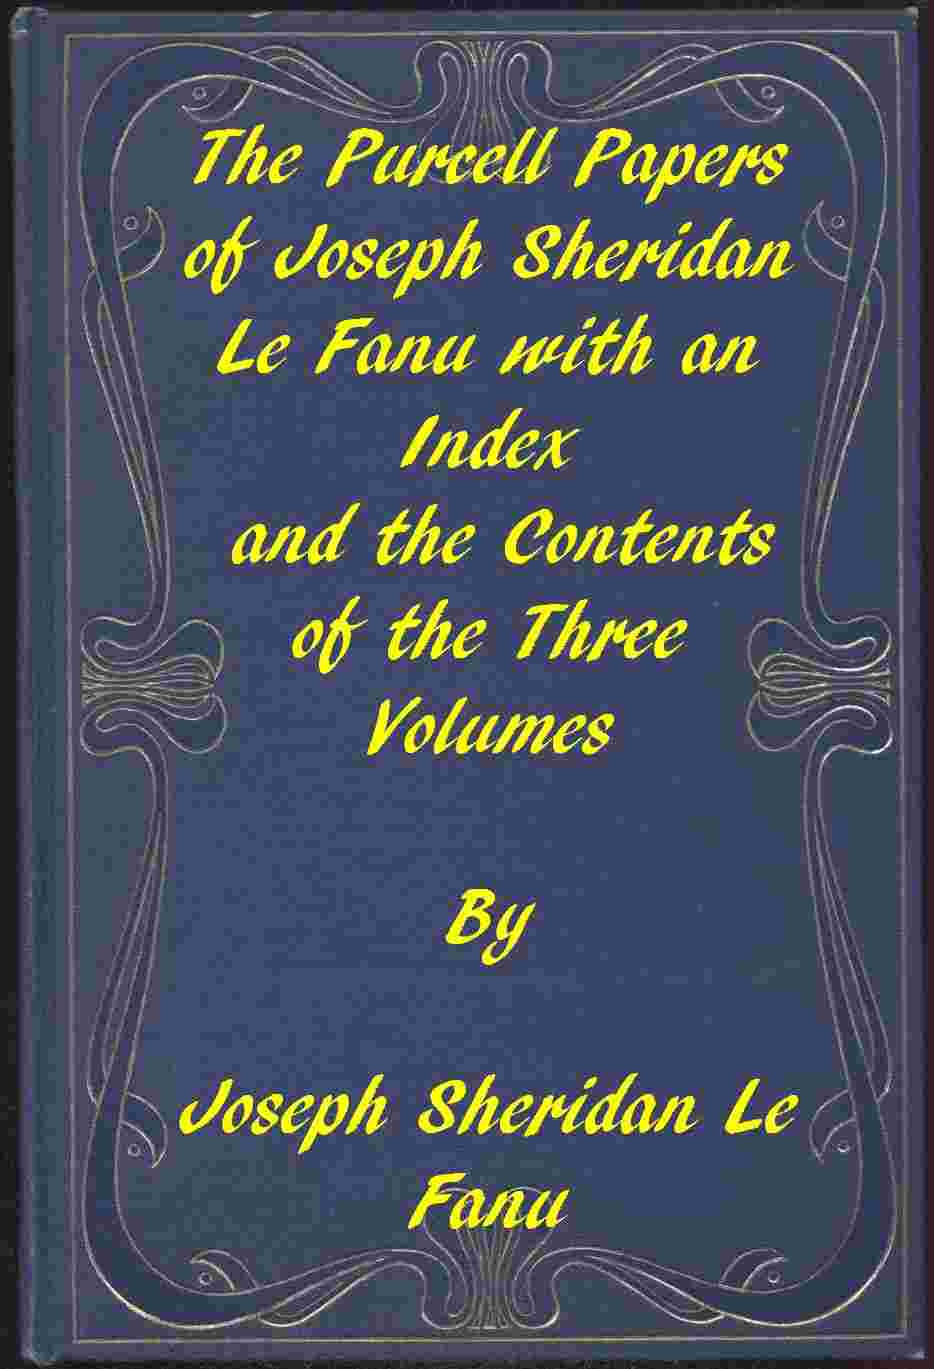 The Purcell Papers
of Joseph Sheridan
Le Fanu with an
Index
and the Contents
of the Three
Volumes
By
Joseph Sheridan Le
Fanu